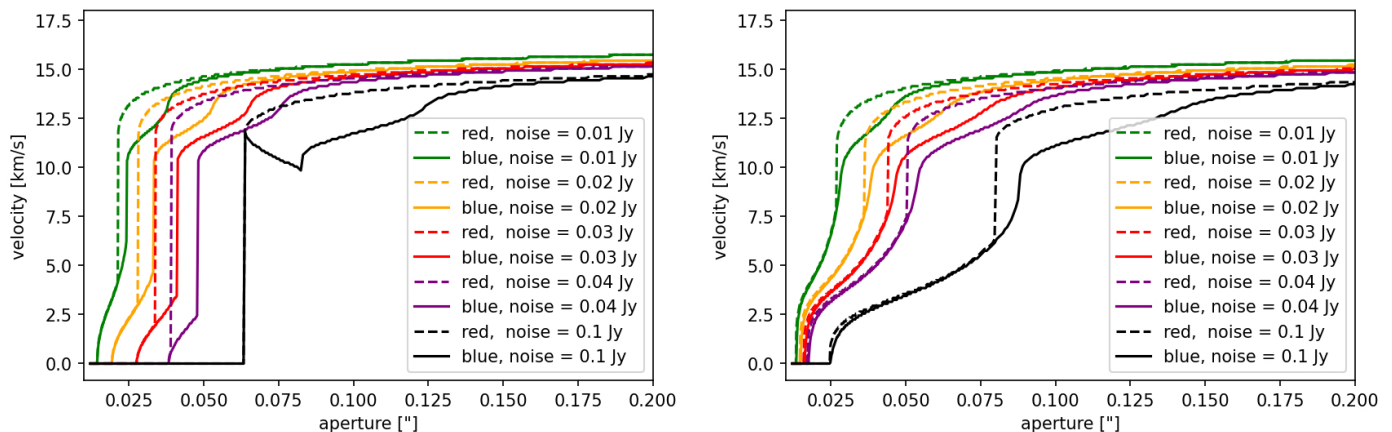 17.5
15.0
12.5
10.0
7.5
5.0
2.5
0.0
velocity [km/s]
red, noise = 0.01 Jy
blue, noise = 0.01 Jy
red, noise = 0.02 Jy
blue, noise = 0.02 Jy
red, noise = 0.03 Jy
blue, noise = 0.03 Jy
red, noise = 0.04 Jy
blue, noise = 0.04 Jy
red, noise = 0.1 Jy
blue, noise = 0.1 Jy
0.025 0.050 0.075 0.100 0.125 0.150 0.175 0.200
aperture ["]
17.5
15.0
12.5
10.0
7.5
5.0
2.5
0.0
velocity [km/s]
red, noise = 0.01 Jy
blue, noise = 0.01 Jy
red, noise = 0.02 Jy
blue, noise = 0.02 Jy
red, noise = 0.03 Jy
blue, noise = 0.03 Jy
red, noise = 0.04 Jy
blue, noise = 0.04 Jy
red, noise = 0.1 Jy
blue, noise = 0.1 Jy
0.025 0.050 0.075 0.100 0.125 0.150 0.175 0.200
aperture ["]